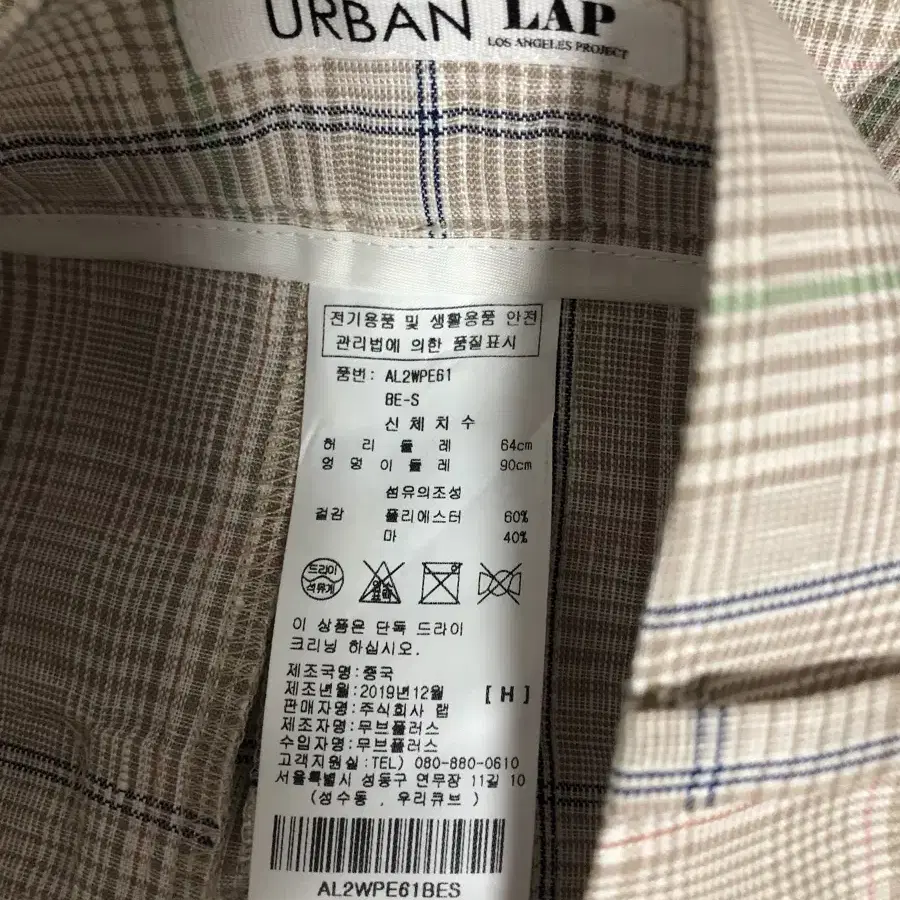 URBAN LAP
LOS ANGELES PROJECT
전기용품 및 생활용품 안전
관리법에 의한 품질표시
품번: AL2WPE61
BE-S
신체치수
허리둘레 64cm
엉덩이둘레 90cm
섬유의조성
겉감 폴리에스터 60%
마 40%
드라이
석유계
염소
표백
이 상품은 단독 드라이
크리닝 하십시오.
제조국명:중국
제조년월:2019년12월 [H]
판매자명:주식회사 랩
제조자명:무브플러스
수입자명:무브플러스
고객지원실:TEL) 080-880-0610
서울특별시 성동구 연무장 11길 10
(성수동 , 우리큐브 )
AL2WPE61BES